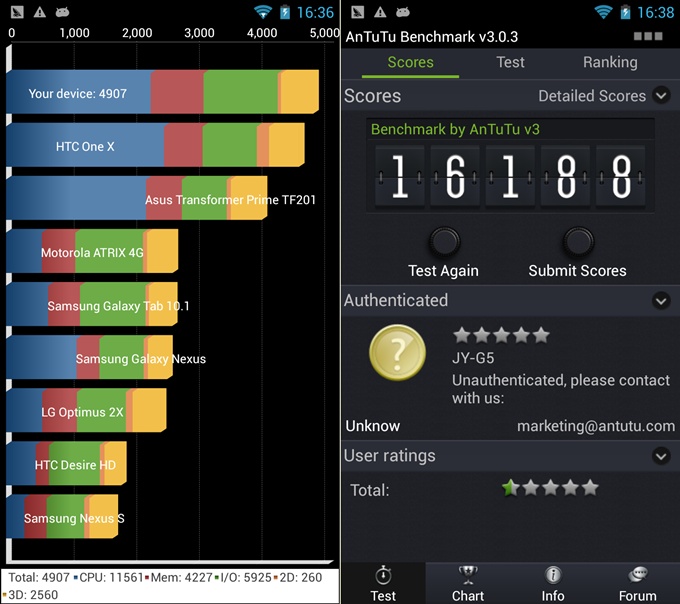 16:36
0 1,000 2,000 3,000 4,000 5,000
Your device: 4907
HTC One X
Asus Transformer Prime TF201
Motorola ATRIX 4G
Samsung Galaxy Tab 10.1
Samsung Galaxy Nexus
LG Optimus 2X
HTC Desire HD
Samsung Nexus S
Total: 4907 CPU: 11561 Mem: 4227 I/O: 5925 2D: 260
3D: 2560
16:38
AnTuTu Benchmark v3.0.3
Scores Test Ranking
Scores Detailed Scores
Benchmark by AnTuTu v3
16188
Test Again Submit Scores
Authenticated
?
JY-G5
Unauthenticated, please contact
with us:
Unknow marketing@antutu.com
User ratings
Total:
Test Chart Info Forum